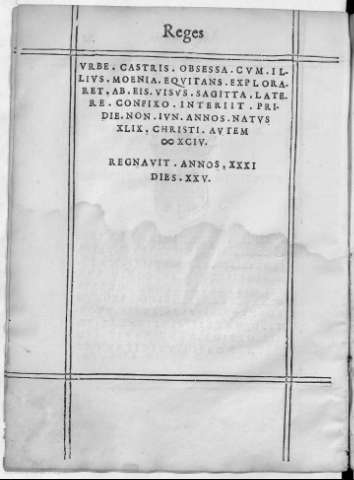 Reges
VRBE . CASTRIS . OBSESSA . CVM . IL-
LIVS . MOENIA . EQVITANS . EXPLORA-
RET , AB . EIS . VISVS . SAGITTA . LATE-
RE . CONFIXO . INTERIIT . PRI-
DIE . NON . IVN . ANNOS . NATVS
XLIX . CHRISTI . AVTEM
∞XCIV .
REGNAVIT . ANNOS , XXXI
DIES . XXV .